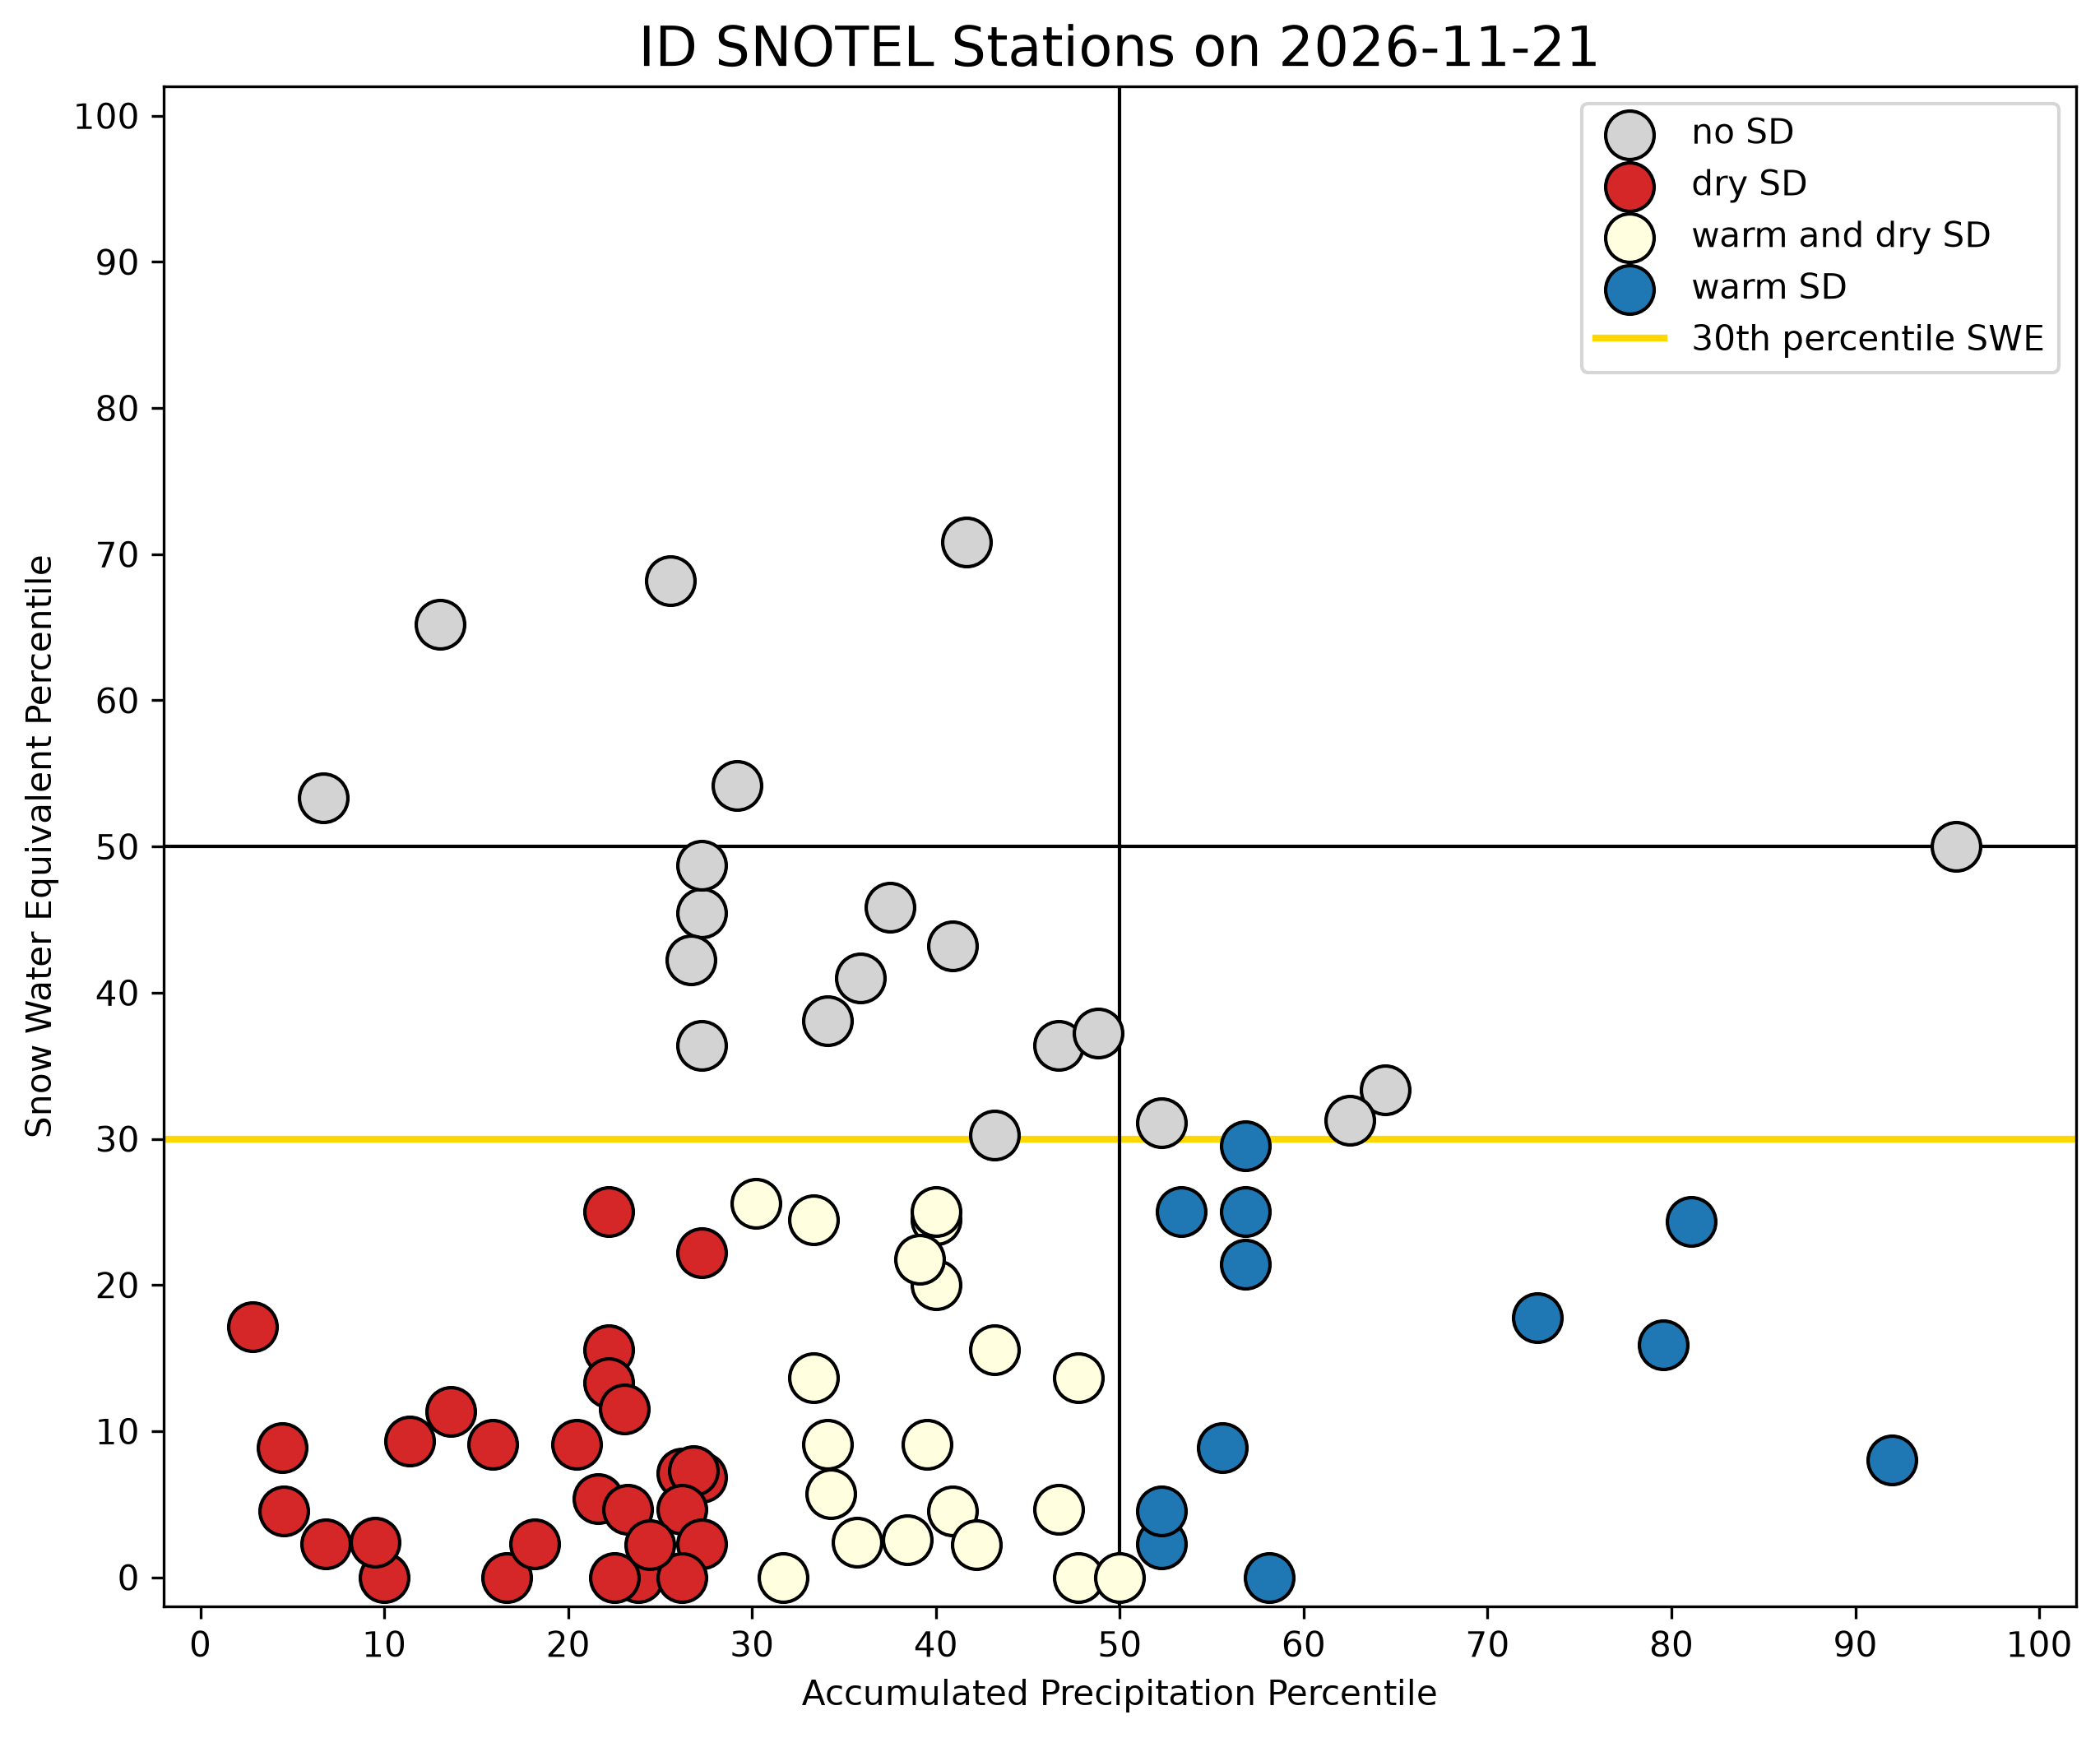 ID SNOTEL Stations on 2026-11-21
no SD
dry SD
warm and dry SD
warm SD
30th percentile SWE
Snow Water Equivalent Percentile
100
90
80
70
60
50
40
30
20
10
0
0 10 20 30 40 50 60 70 80 90 100
Accumulated Precipitation Percentile